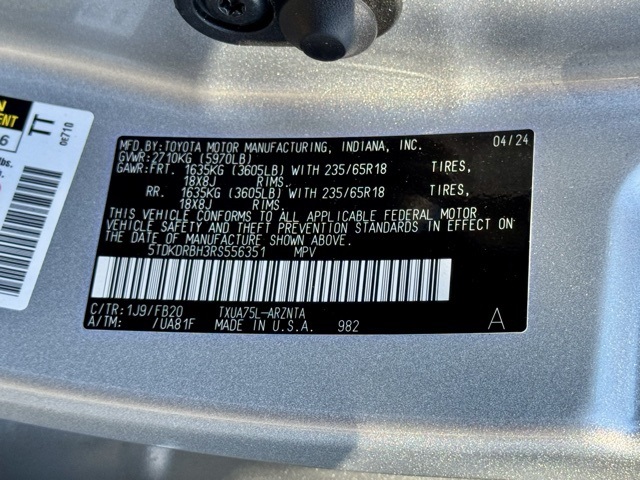 MFD.BY:TOYOTA MOTOR MANUFACTURING, INDIANA, INC. 04/24
GVWR:2710KG (5970LB)
GAWR:FRT. 1635KG (3605LB) WITH 235/65R18 TIRES,
18X8J RIMS.
RR. 1635KG (3605LB) WITH 235/65R18 TIRES,
18X8J RIMS.
THIS VEHICLE CONFORMS TO ALL APPLICABLE FEDERAL MOTOR
VEHICLE SAFETY AND THEFT PREVENTION STANDARDS IN EFFECT ON
THE DATE OF MANUFACTURE SHOWN ABOVE.
5TDKDRBH3RS556351 MPV
C/TR:1J9/FB20 TXUA75L-ARZNTA
A/TM: /UA81F MADE IN U.S.A. 982 A
TT
lbs.
6